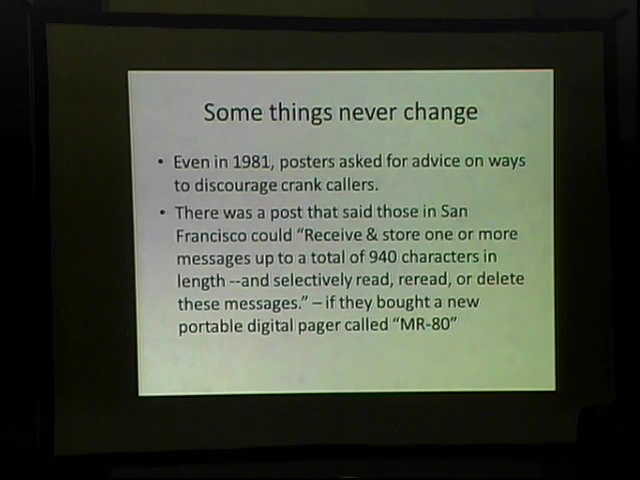 Some things never change
• Even in 1981, posters asked for advice on ways
to discourage crank callers.
• There was a post that said those in San
Francisco could “Receive & store one or more
messages up to a total of 940 characters in
length --and selectively read, reread, or delete
these messages.” – if they bought a new
portable digital pager called “MR-80”